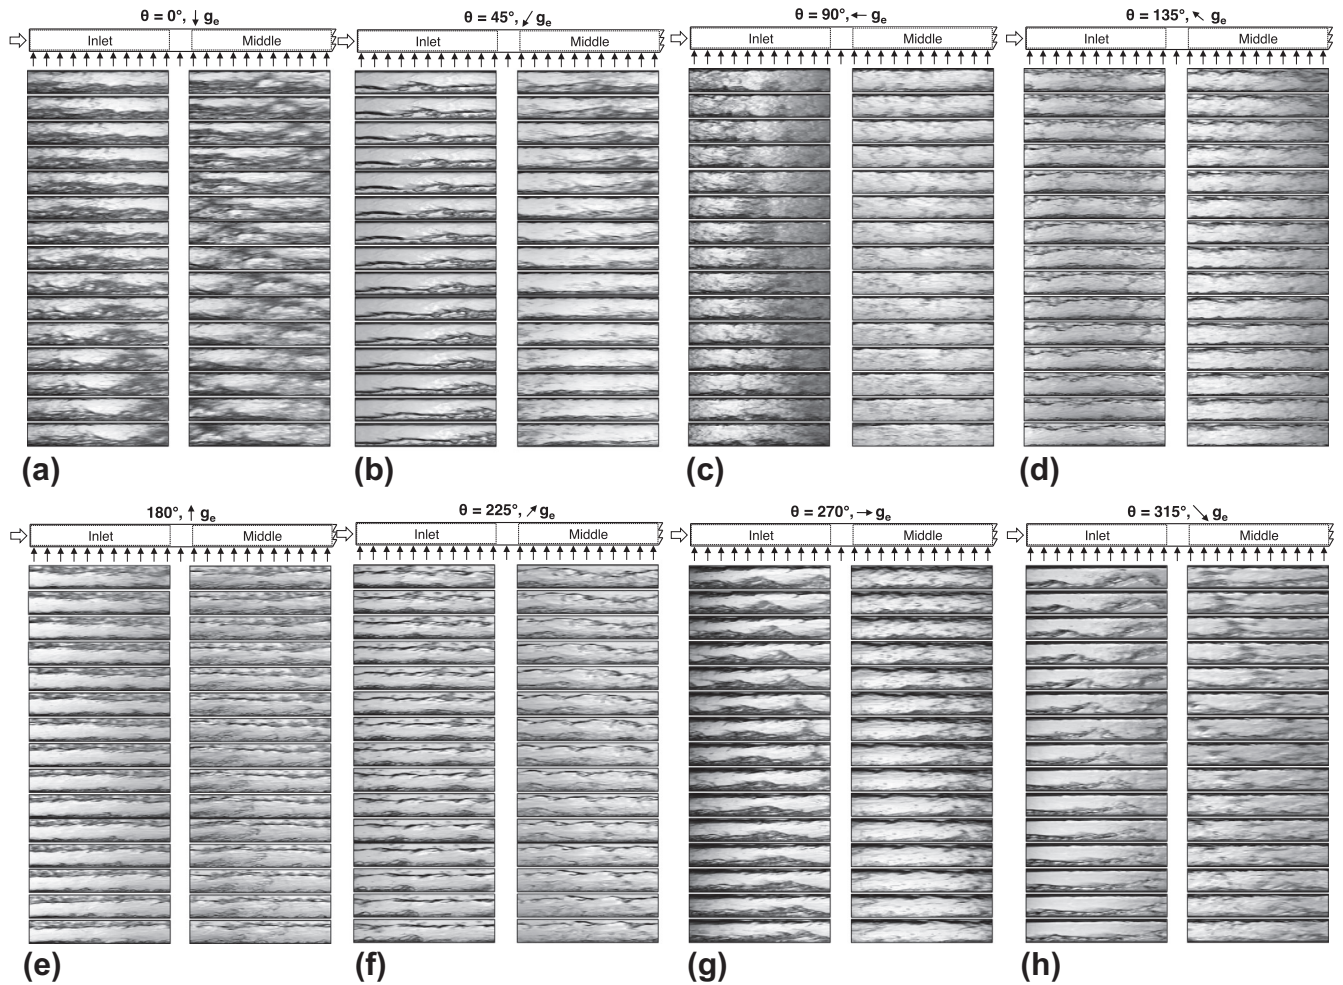 θ = 0°, ↓ gₑ
Inlet Middle
(a)
θ = 45°, ↙ gₑ
Inlet Middle
(b)
θ = 90°, ← gₑ
Inlet Middle
(c)
θ = 135°, ↖ gₑ
Inlet Middle
(d)
180°, ↑ gₑ
Inlet Middle
(e)
θ = 225°, ↗ gₑ
Inlet Middle
(f)
θ = 270°, → gₑ
Inlet Middle
(g)
θ = 315°, ↘ gₑ
Inlet Middle
(h)